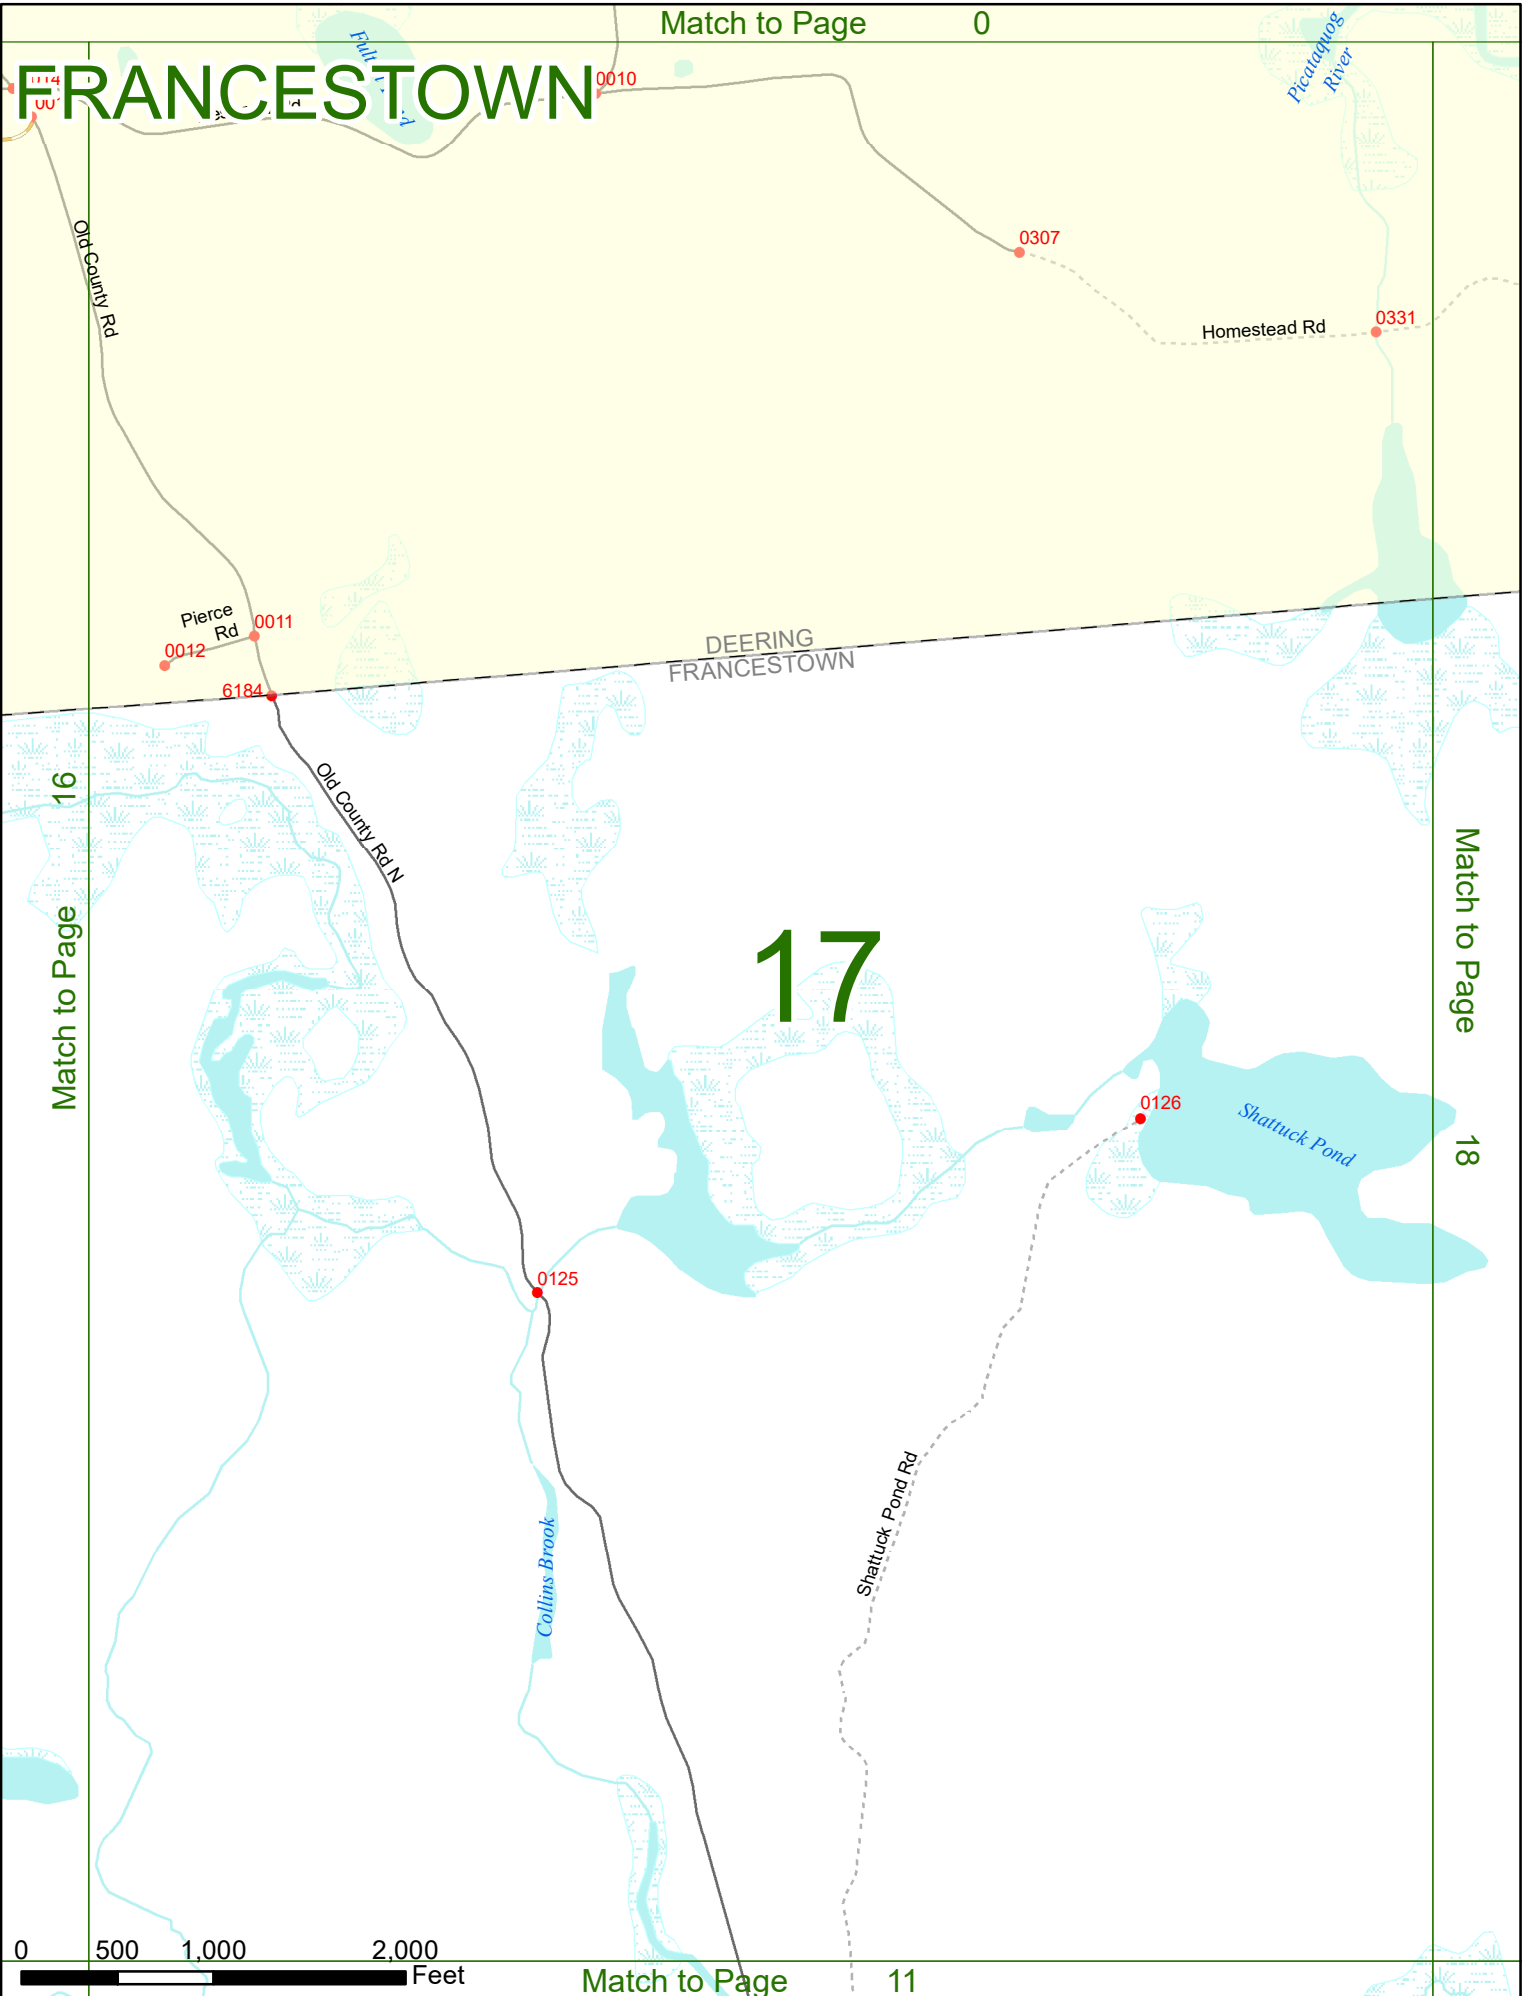 Match to Page 0
FRANCESTOWN
0010
Picataquog
River
Old County Rd
0307
Homestead Rd
0331
Pierce
Rd
0011
0012
6184
DEERING
FRANCESTOWN
Match to Page 16
Old County Rd N
17
Match to Page 18
0126
Shattuck Pond
0125
Shattuck Pond Rd
Collins Brook
0 500 1,000 2,000
Feet
Match to Page 11